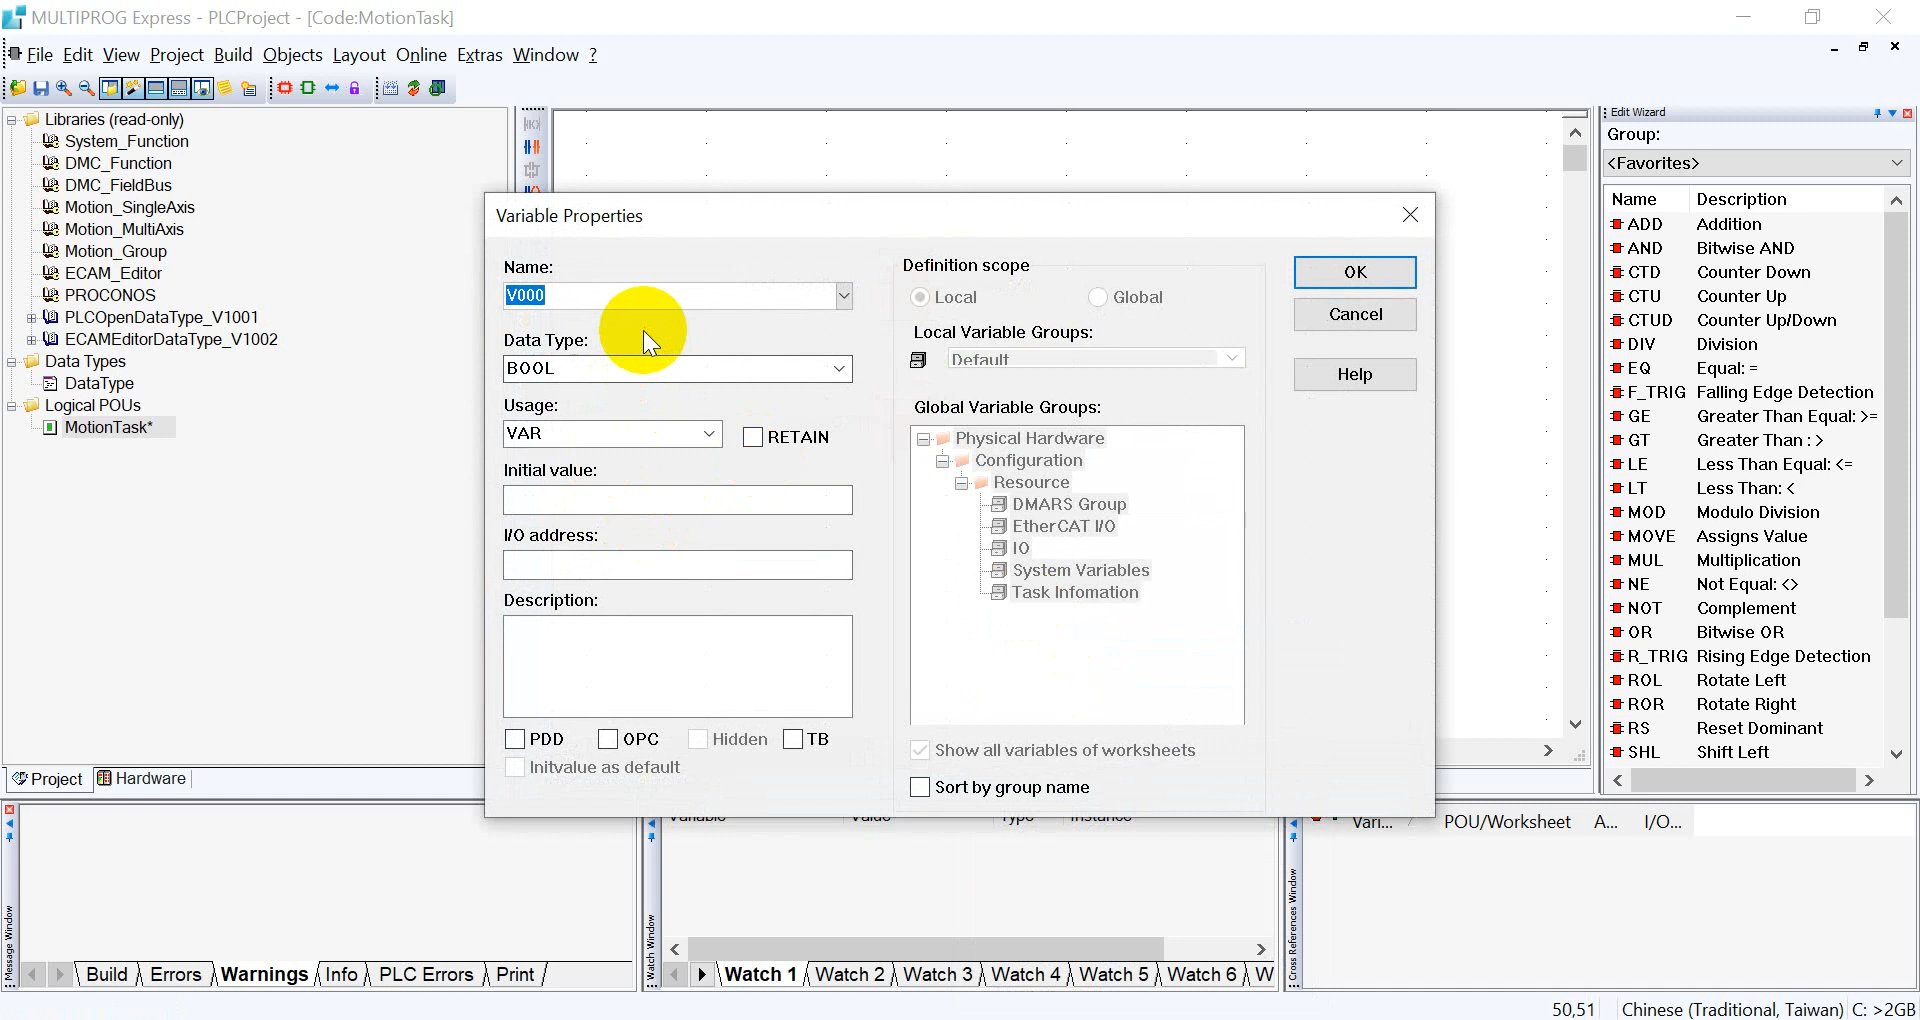 MULTIPROG Express - PLCProject - [Code:MotionTask]
File Edit View Project Build Objects Layout Online Extras Window ?
Libraries (read-only)
System_Function
DMC_Function
DMC_FieldBus
Motion_SingleAxis
Motion_MultiAxis
Motion_Group
ECAM_Editor
PROCONOS
PLCOpenDataType_V1001
ECAMEditorDataType_V1002
Data Types
DataType
Logical POUs
MotionTask*
Project Hardware
Variable Properties
Name:
V000
Data Type:
BOOL
Usage:
VAR
RETAIN
Initial value:
I/O address:
Description:
PDD OPC Hidden TB
Initvalue as default
Definition scope
Local Global
Local Variable Groups:
Default
Global Variable Groups:
Physical Hardware
Configuration
Resource
DMARS Group
EtherCAT I/O
IO
System Variables
Task Infomation
Show all variables of worksheets
Sort by group name
OK
Cancel
Help
Edit Wizard
Group:
<Favorites>
Name Description
ADD Addition
AND Bitwise AND
CTD Counter Down
CTU Counter Up
CTUD Counter Up/Down
DIV Division
EQ Equal: =
F_TRIG Falling Edge Detection
GE Greater Than Equal: >=
GT Greater Than : >
LE Less Than Equal: <=
LT Less Than: <
MOD Modulo Division
MOVE Assigns Value
MUL Multiplication
NE Not Equal: <>
NOT Complement
OR Bitwise OR
R_TRIG Rising Edge Detection
ROL Rotate Left
ROR Rotate Right
RS Reset Dominant
SHL Shift Left
Message Window
Build Errors Warnings Info PLC Errors Print
Watch Window
Variable Value Type Instance
Watch 1 Watch 2 Watch 3 Watch 4 Watch 5 Watch 6 W
Cross References Window
Vari... / POU/Worksheet A... I/O...
50,51 Chinese (Traditional, Taiwan) C: >2GB